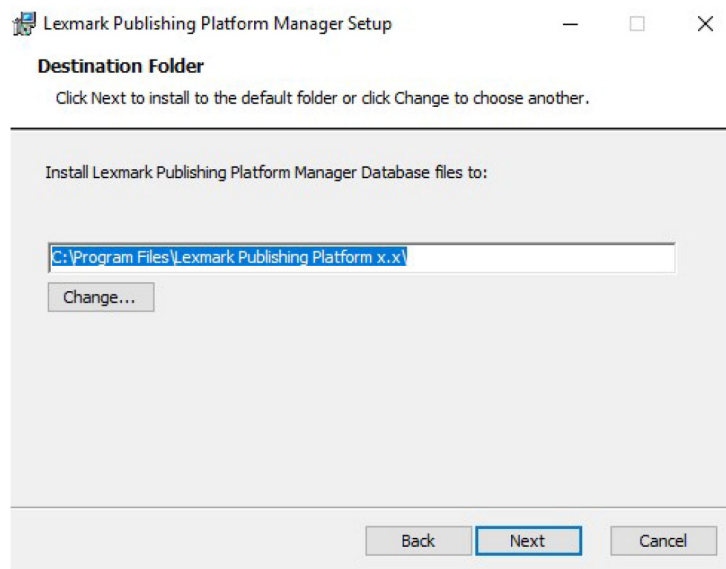 Lexmark Publishing Platform Manager Setup
Destination Folder
Click Next to install to the default folder or click Change to choose another.
Install Lexmark Publishing Platform Manager Database files to:
C:\Program Files\Lexmark Publishing Platform x.x\
Change...
Back Next Cancel